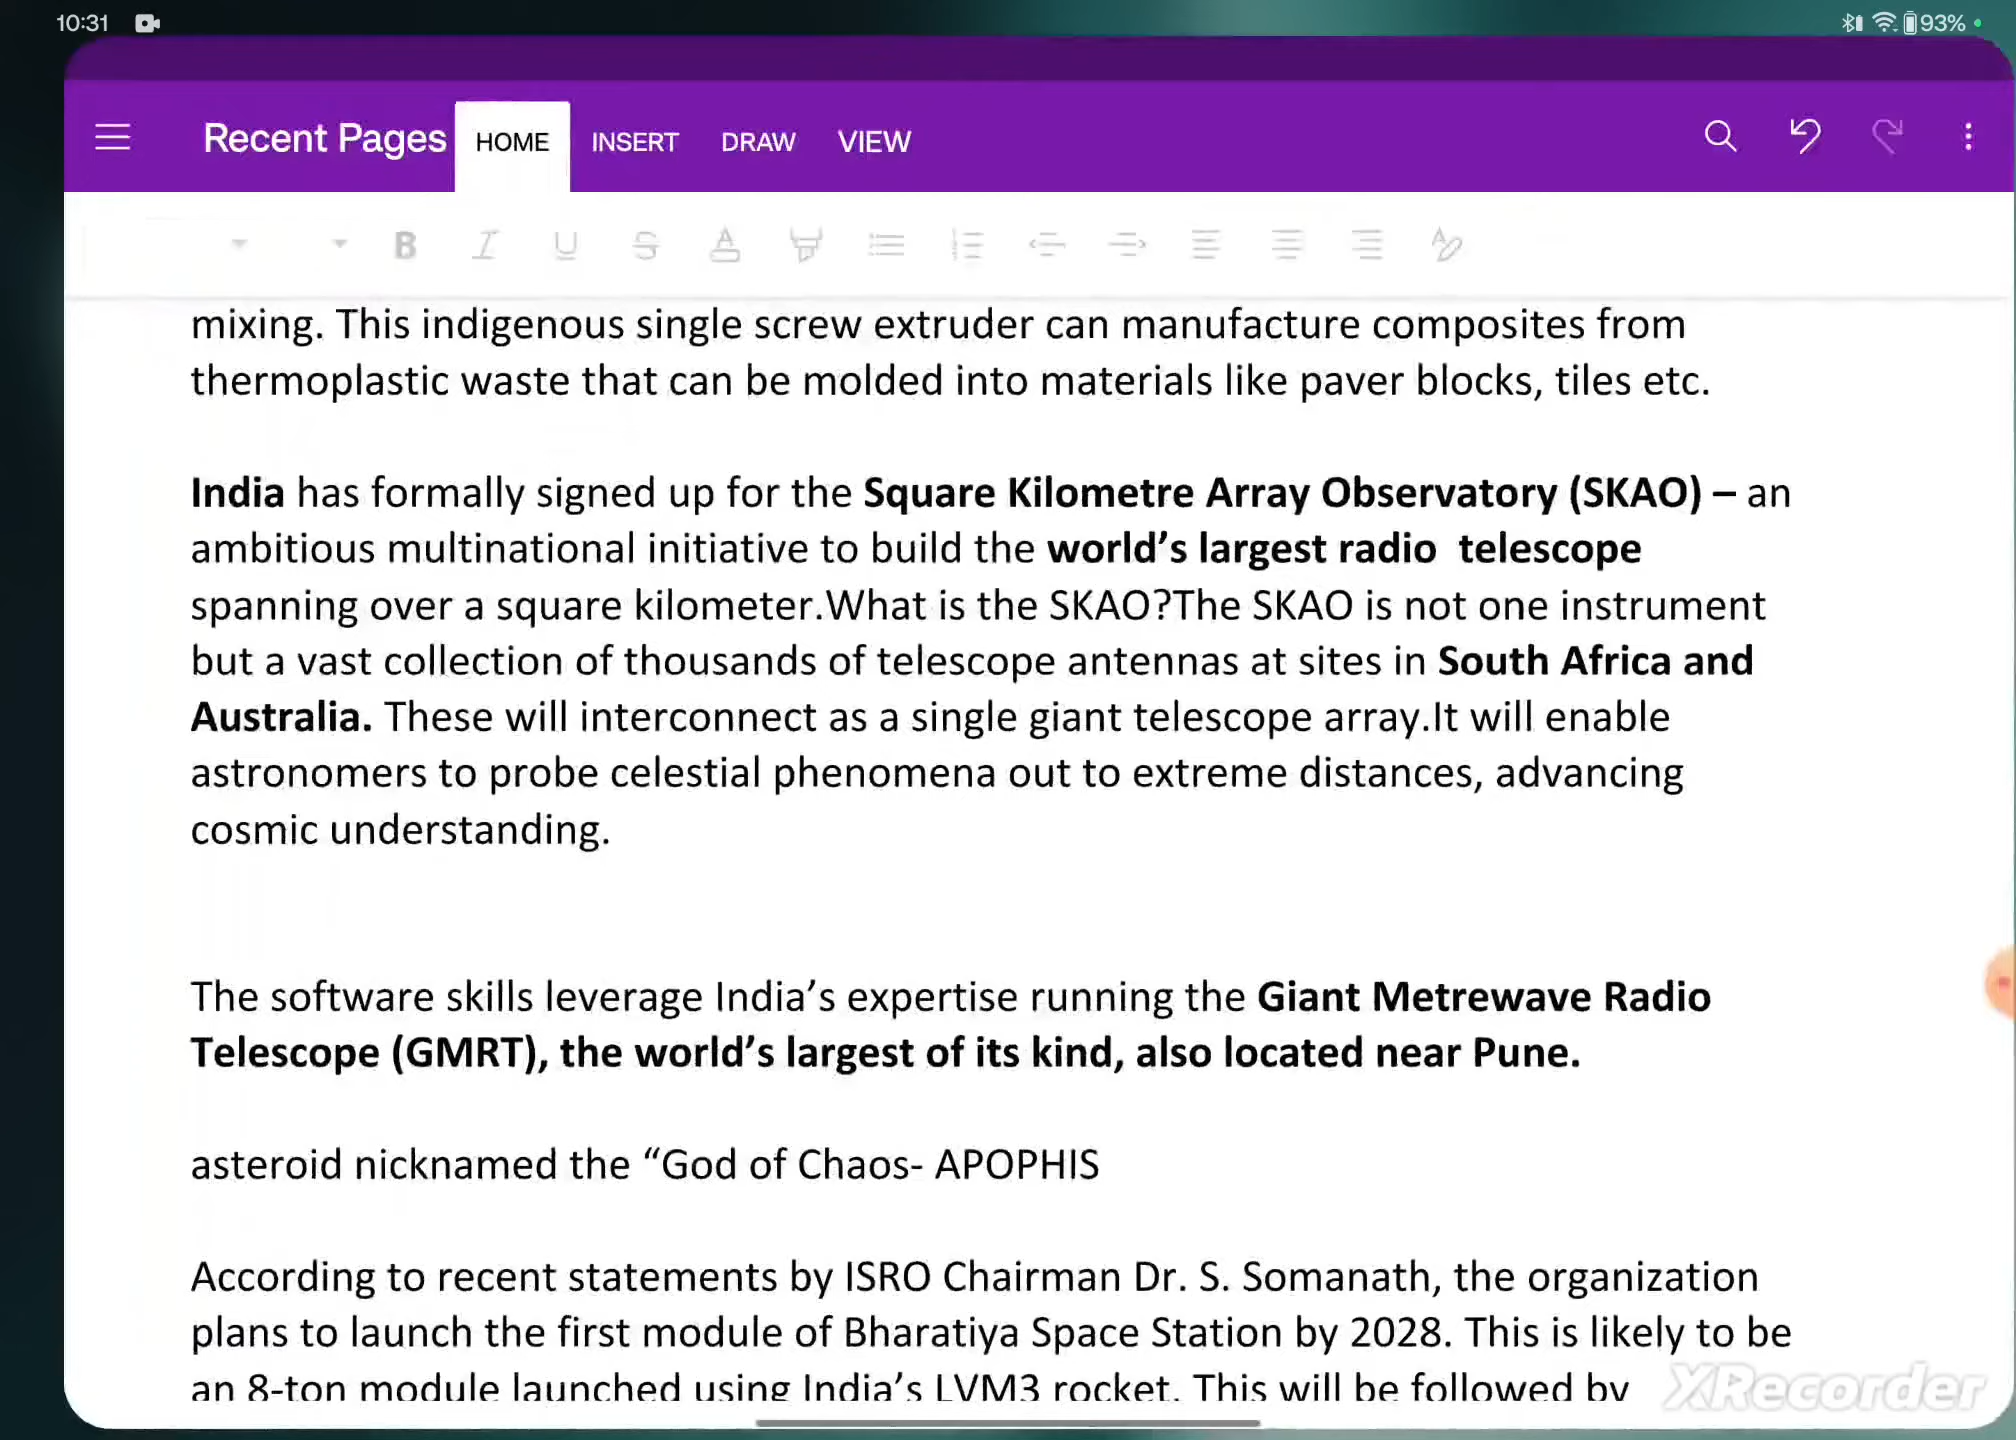 10:31
93%
Recent Pages HOME INSERT DRAW VIEW
B I U S A
mixing. This indigenous single screw extruder can manufacture composites from
thermoplastic waste that can be molded into materials like paver blocks, tiles etc.
India has formally signed up for the Square Kilometre Array Observatory (SKAO) – an
ambitious multinational initiative to build the world’s largest radio  telescope
spanning over a square kilometer.What is the SKAO?The SKAO is not one instrument
but a vast collection of thousands of telescope antennas at sites in South Africa and
Australia. These will interconnect as a single giant telescope array.It will enable
astronomers to probe celestial phenomena out to extreme distances, advancing
cosmic understanding.
The software skills leverage India’s expertise running the Giant Metrewave Radio
Telescope (GMRT), the world’s largest of its kind, also located near Pune.
asteroid nicknamed the “God of Chaos- APOPHIS
According to recent statements by ISRO Chairman Dr. S. Somanath, the organization
plans to launch the first module of Bharatiya Space Station by 2028. This is likely to be
an 8-ton module launched using India’s LVM3 rocket. This will be followed by
XRecorder